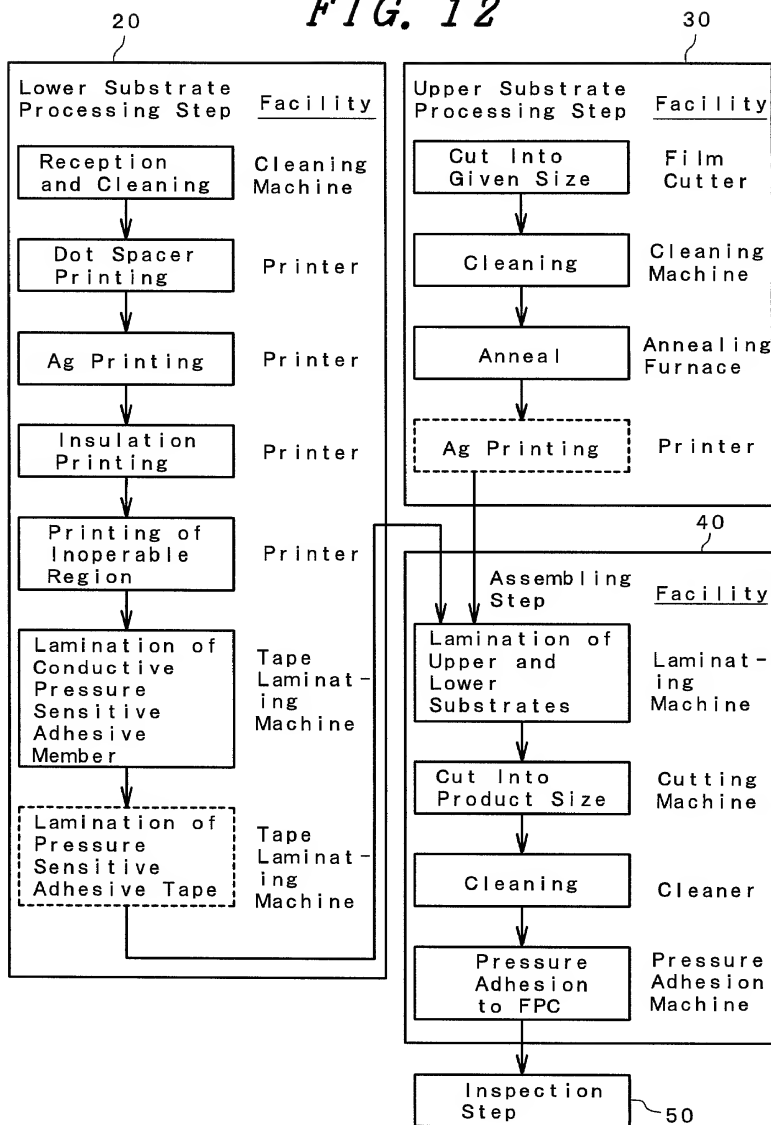 FIG. 12
20
Lower Substrate
Processing Step
Facility
Reception
and Cleaning
Cleaning
Machine
Dot Spacer
Printing
Printer
Ag Printing
Printer
Insulation
Printing
Printer
Printing of
Inoperable
Region
Printer
Lamination of
Conductive
Pressure
Sensitive
Adhesive
Member
Tape
Laminat-
ing
Machine
Lamination of
Pressure
Sensitive
Adhesive Tape
Tape
Laminat-
ing
Machine
30
Upper Substrate
Processing Step
Facility
Cut Into
Given Size
Film
Cutter
Cleaning
Cleaning
Machine
Anneal
Annealing
Furnace
Ag Printing
Printer
40
Assembling
Step
Facility
Lamination of
Upper and
Lower
Substrates
Laminat-
ing
Machine
Cut Into
Product Size
Cutting
Machine
Cleaning
Cleaner
Pressure
Adhesion
to FPC
Pressure
Adhesion
Machine
Inspection
Step
50